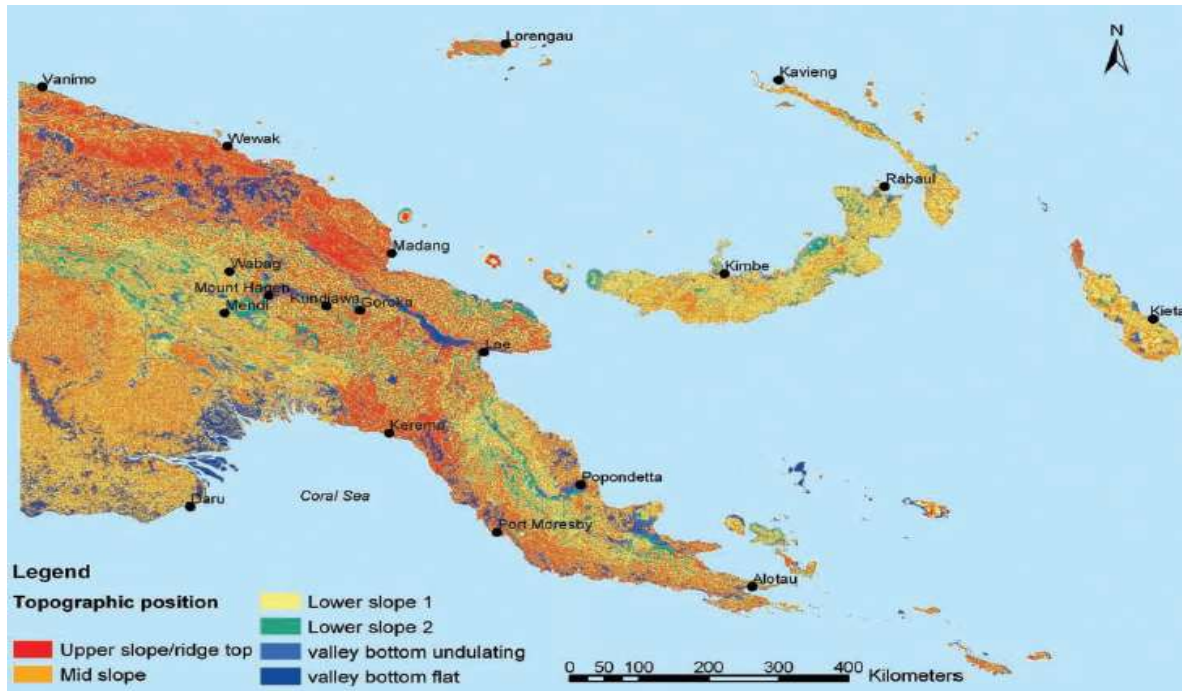 Lorengau
N
Vanimo
Kavieng
Wewak
Rabaul
Madang
Wabag
Kimbe
Mount Hagen
Kundiawa
Goroka
Mendi
Kieta
Lae
Kerema
Popondetta
Daru
Coral Sea
Port Moresby
Alotau
Legend
Topographic position
Upper slope/ridge top
Mid slope
Lower slope 1
Lower slope 2
valley bottom undulating
valley bottom flat
0 50 100 200 300 400
Kilometers